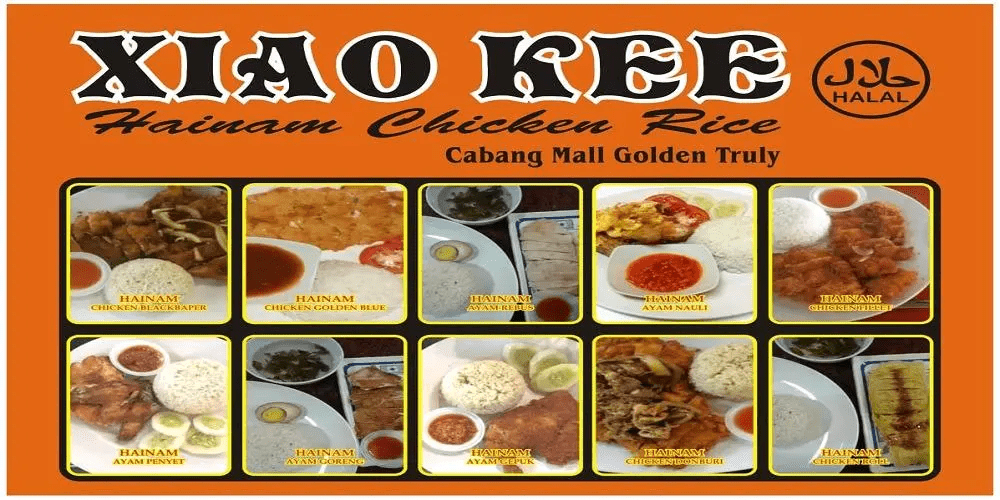 XIAO KEE
حلال
HALAL
Hainam Chicken Rice
Cabang Mall Golden Truly
HAINAM
CHICKEN BLACKBAPER
HAINAM
CHICKEN GOLDEN BLUE
HAINAM
AYAM REBUS
HAINAM
AYAM NAULI
HAINAM
CHICKEN FILLET
HAINAM
AYAM PENYET
HAINAM
AYAM GORENG
HAINAM
AYAM GEPUK
HAINAM
CHICKEN DONBURI
HAINAM
CHICKEN ROLL